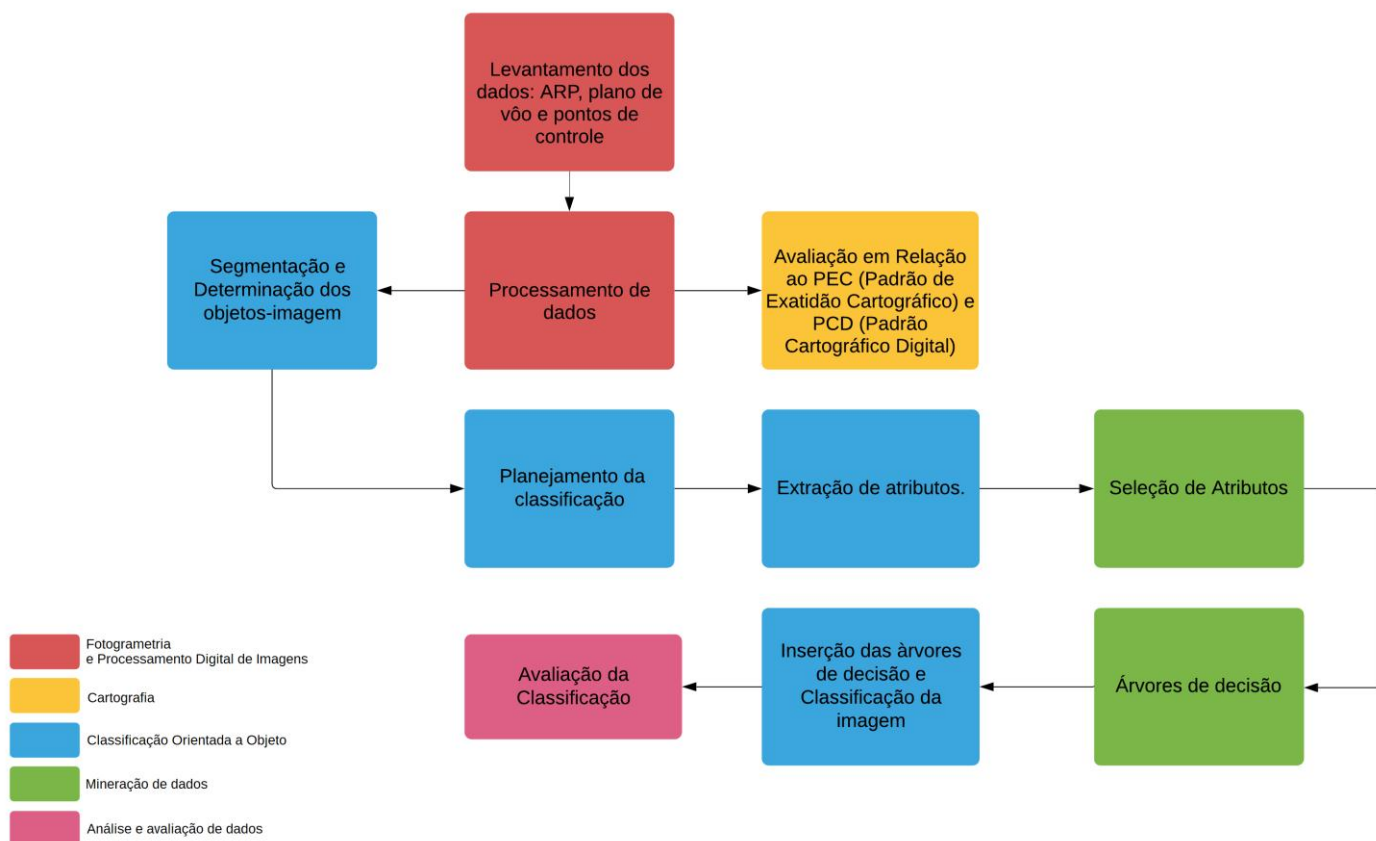 Levantamento dos
dados: ARP, plano de
vôo e pontos de
controle
Segmentação e
Determinação dos
objetos-imagem
Processamento de
dados
Avaliação em Relação
ao PEC (Padrão de
Exatidão Cartográfico) e
PCD (Padrão
Cartográfico Digital)
Planejamento da
classificação
Extração de atributos.
Seleção de Atributos
Avaliação da
Classificação
Inserção das àrvores
de decisão e
Classificação da
imagem
Árvores de decisão
Fotogrametria
e Processamento Digital de Imagens
Cartografia
Classificação Orientada a Objeto
Mineração de dados
Análise e avaliação de dados